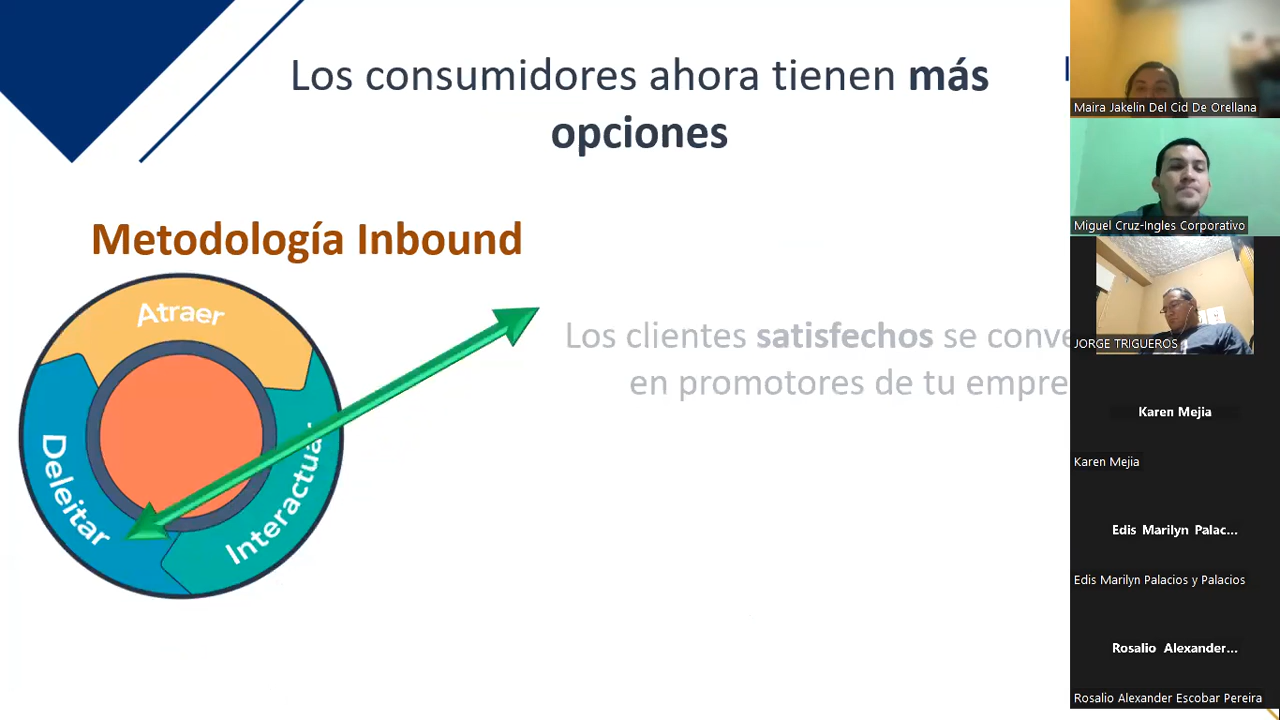 Los consumidores ahora tienen más
opciones
Metodología Inbound
Atraer
Deleitar
Interactuar
Los clientes satisfechos se conve
en promotores de tu empre
Maira Jakelin Del Cid De Orellana
Miguel Cruz-Ingles Corporativo
JORGE TRIGUEROS
Karen Mejia
Karen Mejia
Edis Marilyn Palac...
Edis Marilyn Palacios y Palacios
Rosalio Alexander...
Rosalio Alexander Escobar Pereira